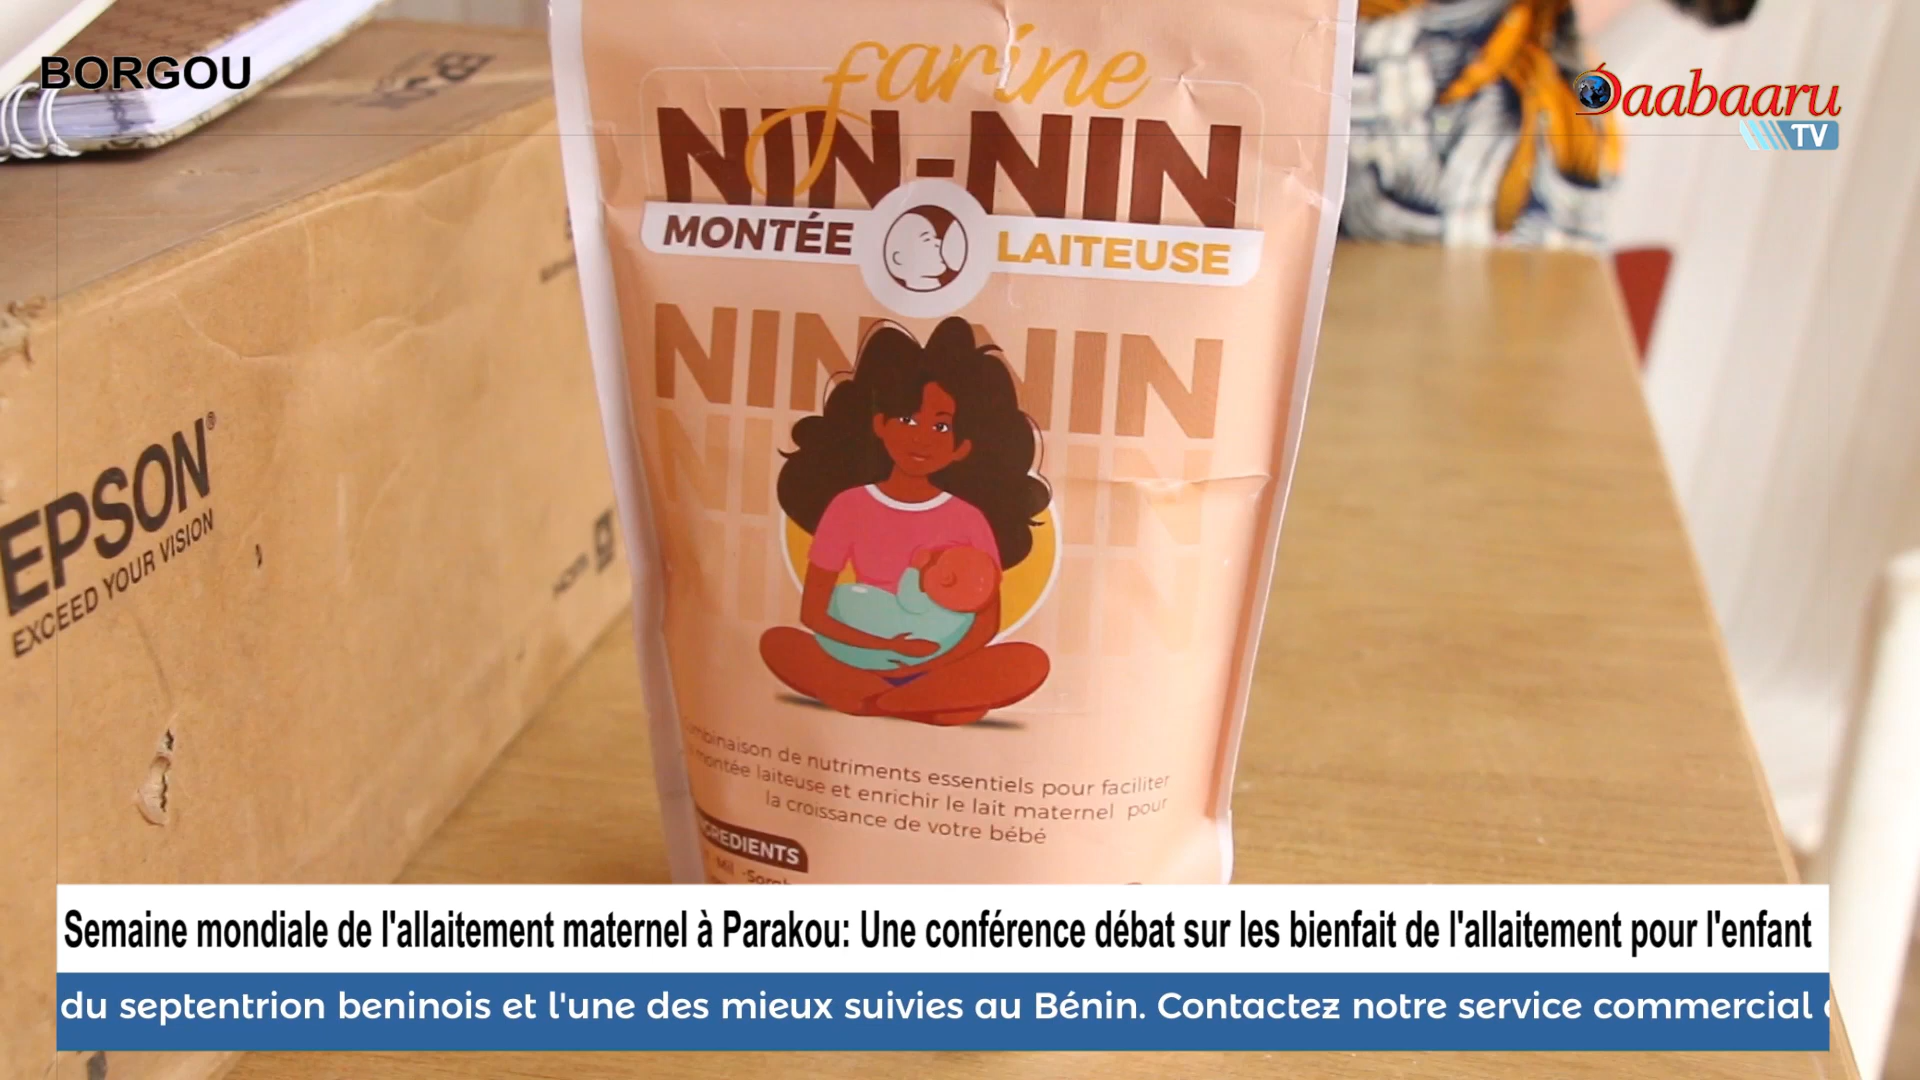 BORGOU
Daabaaru
TV
farine
NIN-NIN
MONTÉE LAITEUSE
NIN-NIN
EPSON
EXCEED YOUR VISION
de nutriments essentiels pour faciliter
montée laiteuse et enrichir le lait maternel pour
la croissance de votre bébé
Mil
Semaine mondiale de l'allaitement maternel à Parakou: Une conférence débat sur les bienfait de l'allaitement pour l'enfant
du septentrion beninois et l'une des mieux suivies au Bénin. Contactez notre service commercial